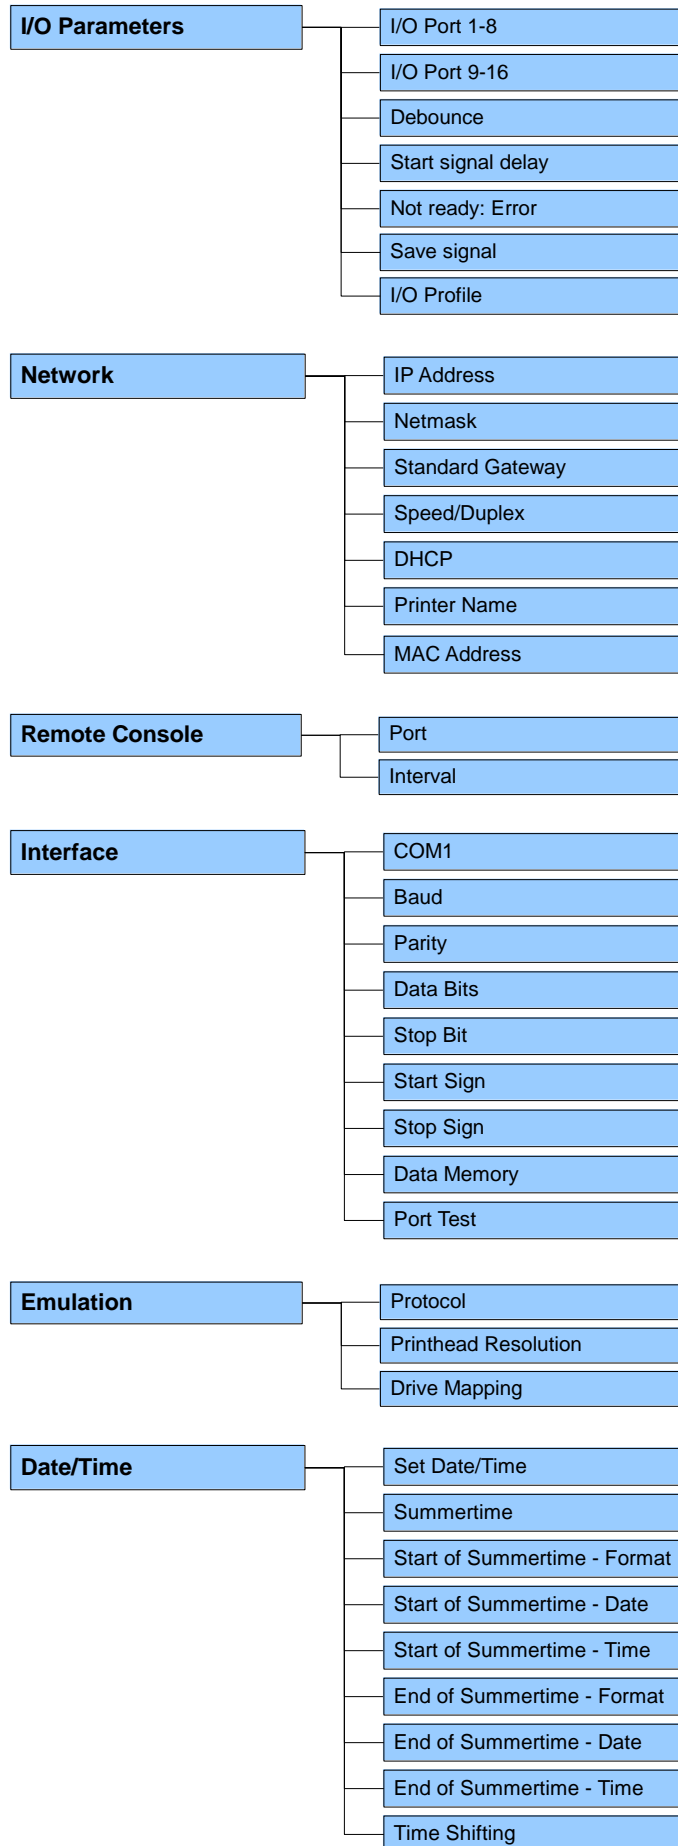 I/O Parameters
I/O Port 1-8
I/O Port 9-16
Debounce
Start signal delay
Not ready: Error
Save signal
I/O Profile
Network
IP Address
Netmask
Standard Gateway
Speed/Duplex
DHCP
Printer Name
MAC Address
Remote Console
Port
Interval
Interface
COM1
Baud
Parity
Data Bits
Stop Bit
Start Sign
Stop Sign
Data Memory
Port Test
Emulation
Protocol
Printhead Resolution
Drive Mapping
Date/Time
Set Date/Time
Summertime
Start of Summertime - Format
Start of Summertime - Date
Start of Summertime - Time
End of Summertime - Format
End of Summertime - Date
End of Summertime - Time
Time Shifting